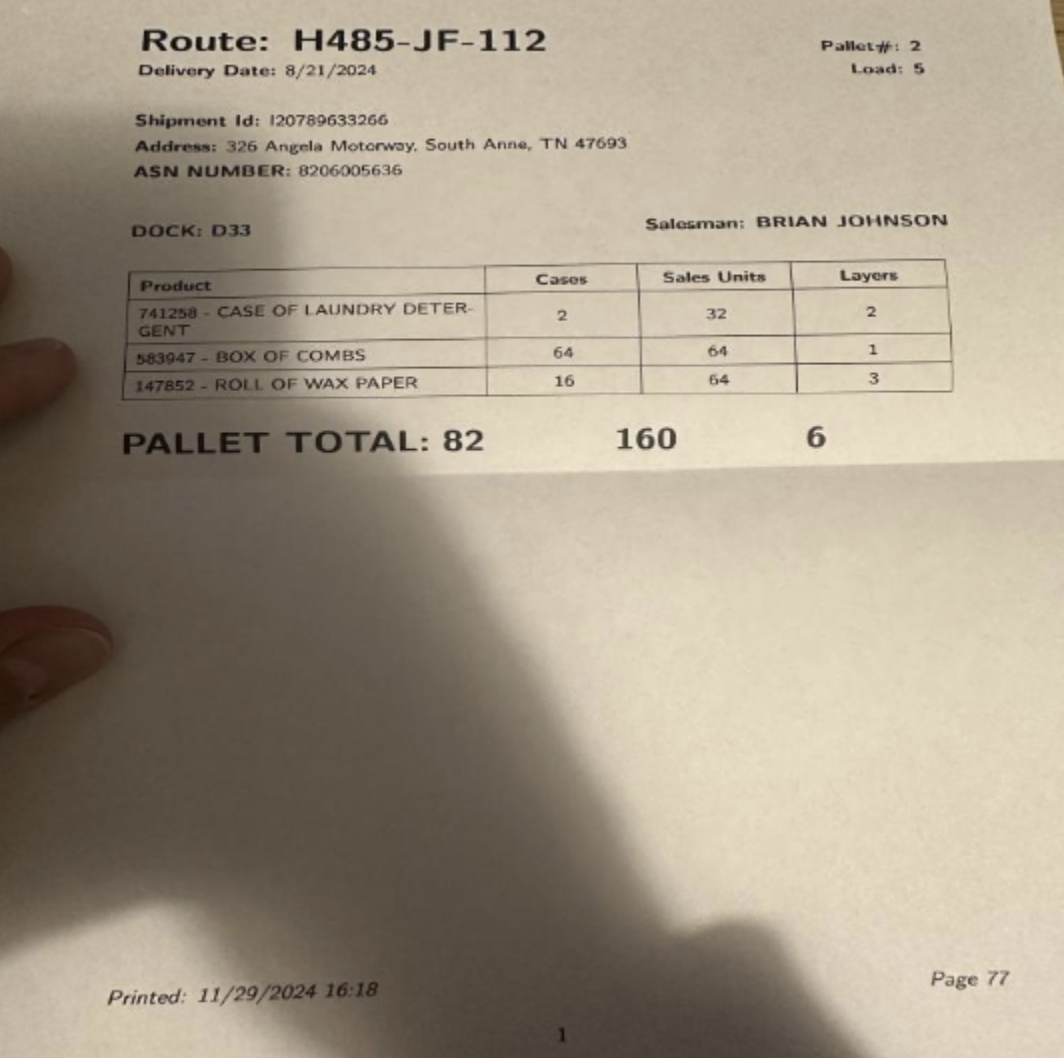 Route: H485-JF-112
Pallet#: 2
Delivery Date: 8/21/2024
Load: 5
Shipment Id: I20789633266
Address: 326 Angela Motorway, South Anne, TN 47693
ASN NUMBER: 8206005636
DOCK: D33
Salesman: BRIAN JOHNSON
Product Cases Sales Units Layers
741258 - CASE OF LAUNDRY DETER-
GENT 2 32 2
583947 - BOX OF COMBS 64 64 1
147852 - ROLL OF WAX PAPER 16 64 3
PALLET TOTAL: 82 160 6
Printed: 11/29/2024 16:18
Page 77
1